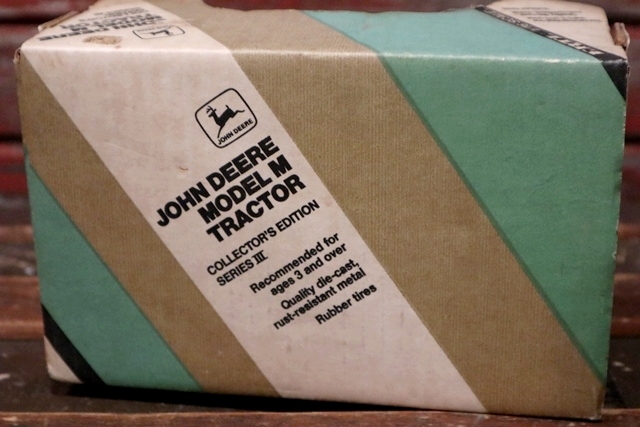 JOHN DEERE
JOHN DEERE
MODEL M
TRACTOR
COLLECTOR'S EDITION
SERIES III
Recommended for
ages 3 and over
Quality die-cast,
rust-resistant metal
Rubber tires
ERTL